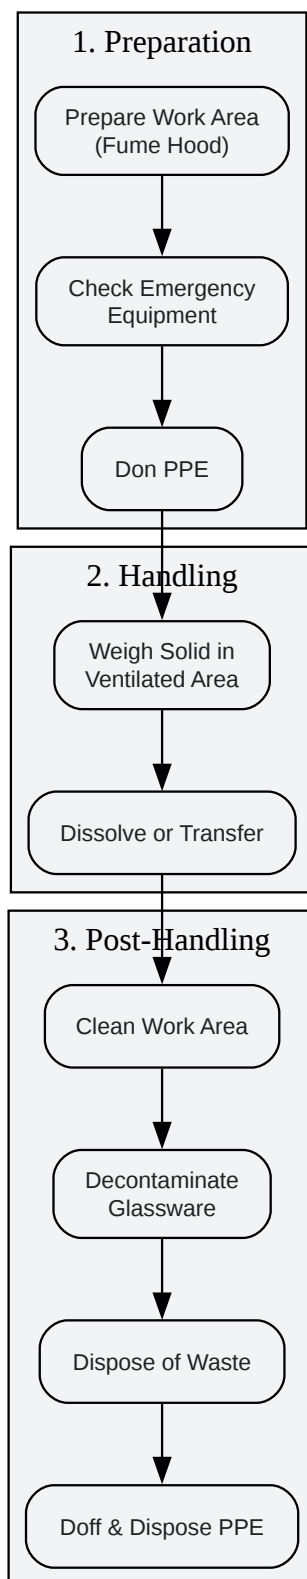 1. Preparation
Prepare Work Area
(Fume Hood)
Check Emergency
Equipment
Don PPE
2. Handling
Weigh Solid in
Ventilated Area
Dissolve or Transfer
3. Post-Handling
Clean Work Area
Decontaminate
Glassware
Dispose of Waste
Doff & Dispose PPE